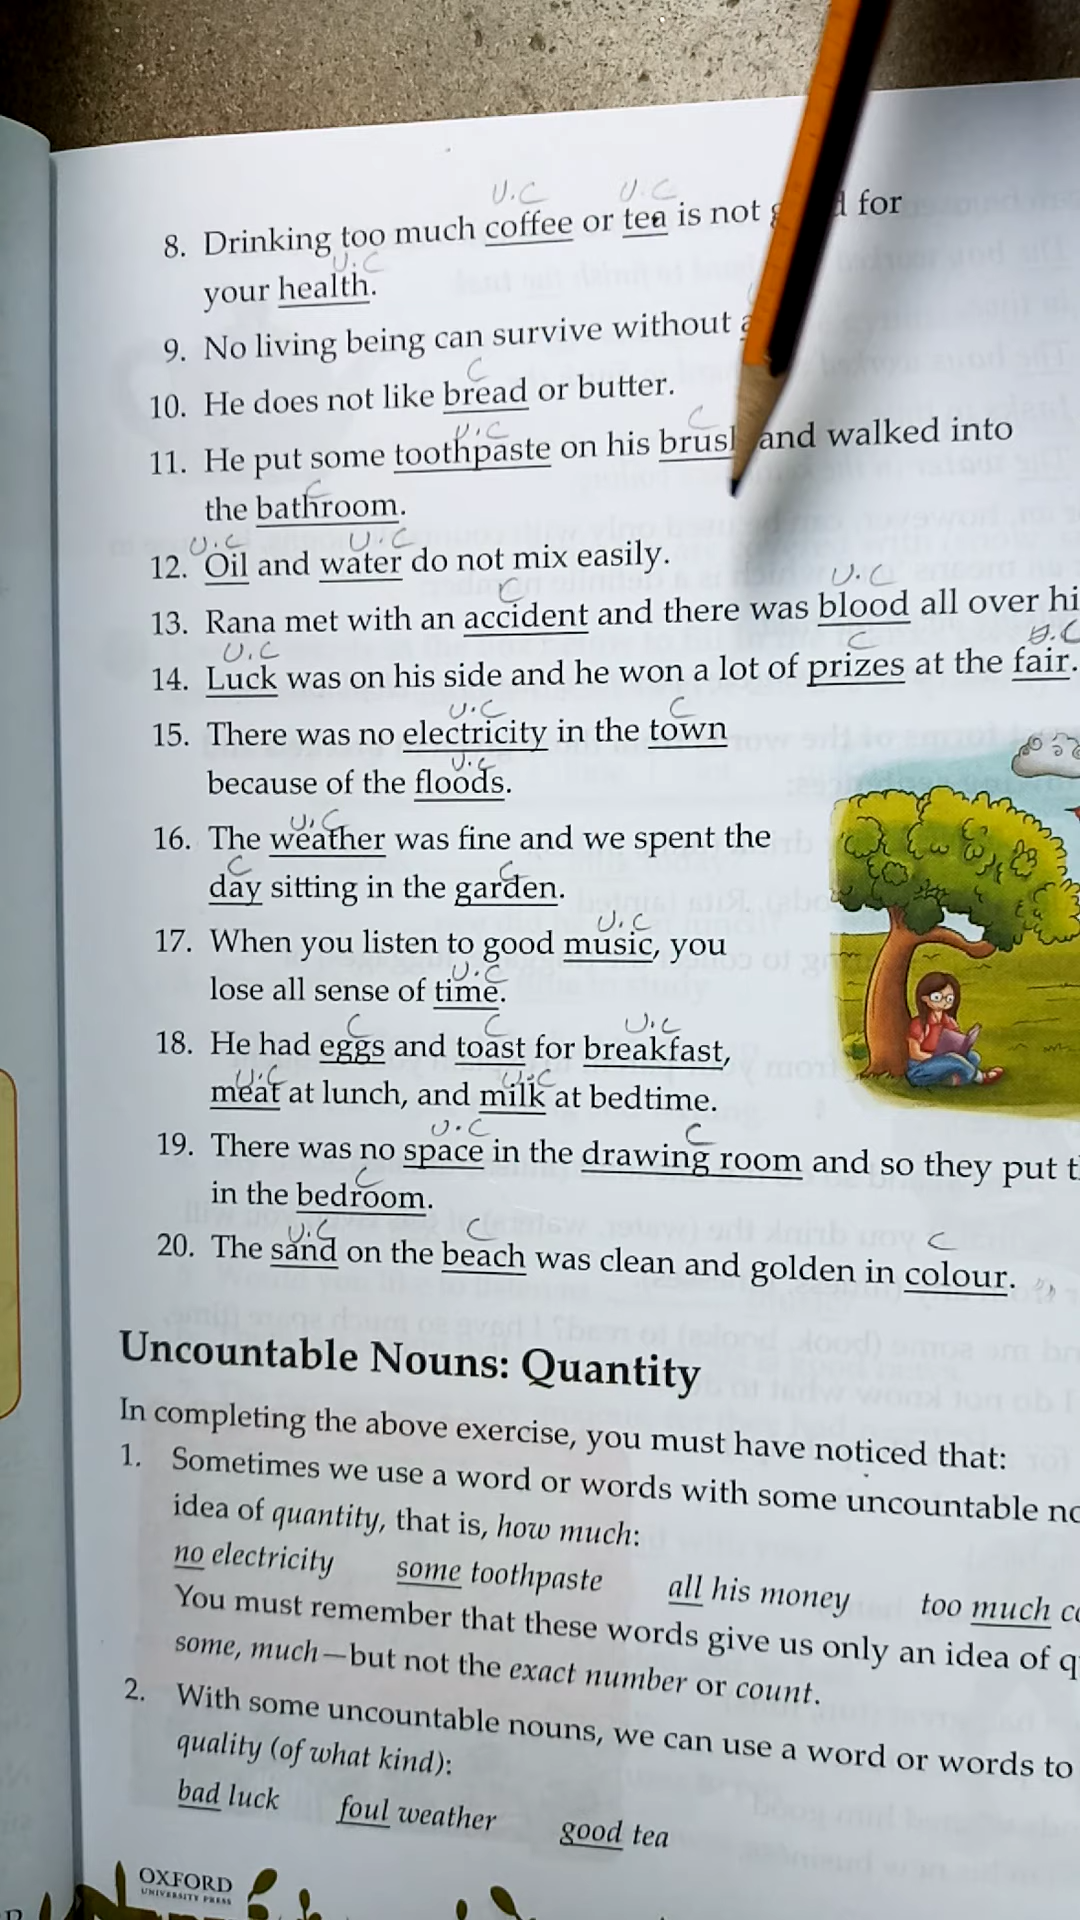 U.C U.C
8. Drinking too much coffee or tea is not for
U.C
your health.
9. No living being can survive without
C
10. He does not like bread or butter.
U.C C
11. He put some toothpaste on his and walked into
C
the bathroom.
U.C U.C
12. Oil and water do not mix easily.
C U.C
13. Rana met with an accident and there was blood all over
U.C C U.C
14. Luck was on his side and he won a lot of prizes at the fair.
U.C C
15. There was no electricity in the town
U.C
because of the floods.
U.C
16. The weather was fine and we spent the
C C
day sitting in the garden.
U.C
17. When you listen to good music, you
U.C
lose all sense of time.
C C U.C
18. He had eggs and toast for breakfast,
U.C U.C
meat at lunch, and milk at bedtime.
U.C C
19. There was no space in the drawing room and so they put
C
in the bedroom.
U.C C C
20. The sand on the beach was clean and golden in colour.
Uncountable Nouns: Quantity
In completing the above exercise, you must have noticed that:
1. Sometimes we use a word or words with some uncountable
idea of quantity, that is, how much:
no electricity some toothpaste all his money too much
You must remember that these words give us only an idea of
some, much—but not the exact number or count.
2. With some uncountable nouns, we can use a word or words to
quality (of what kind):
bad luck foul weather good tea
OXFORD
UNIVERSITY PRESS